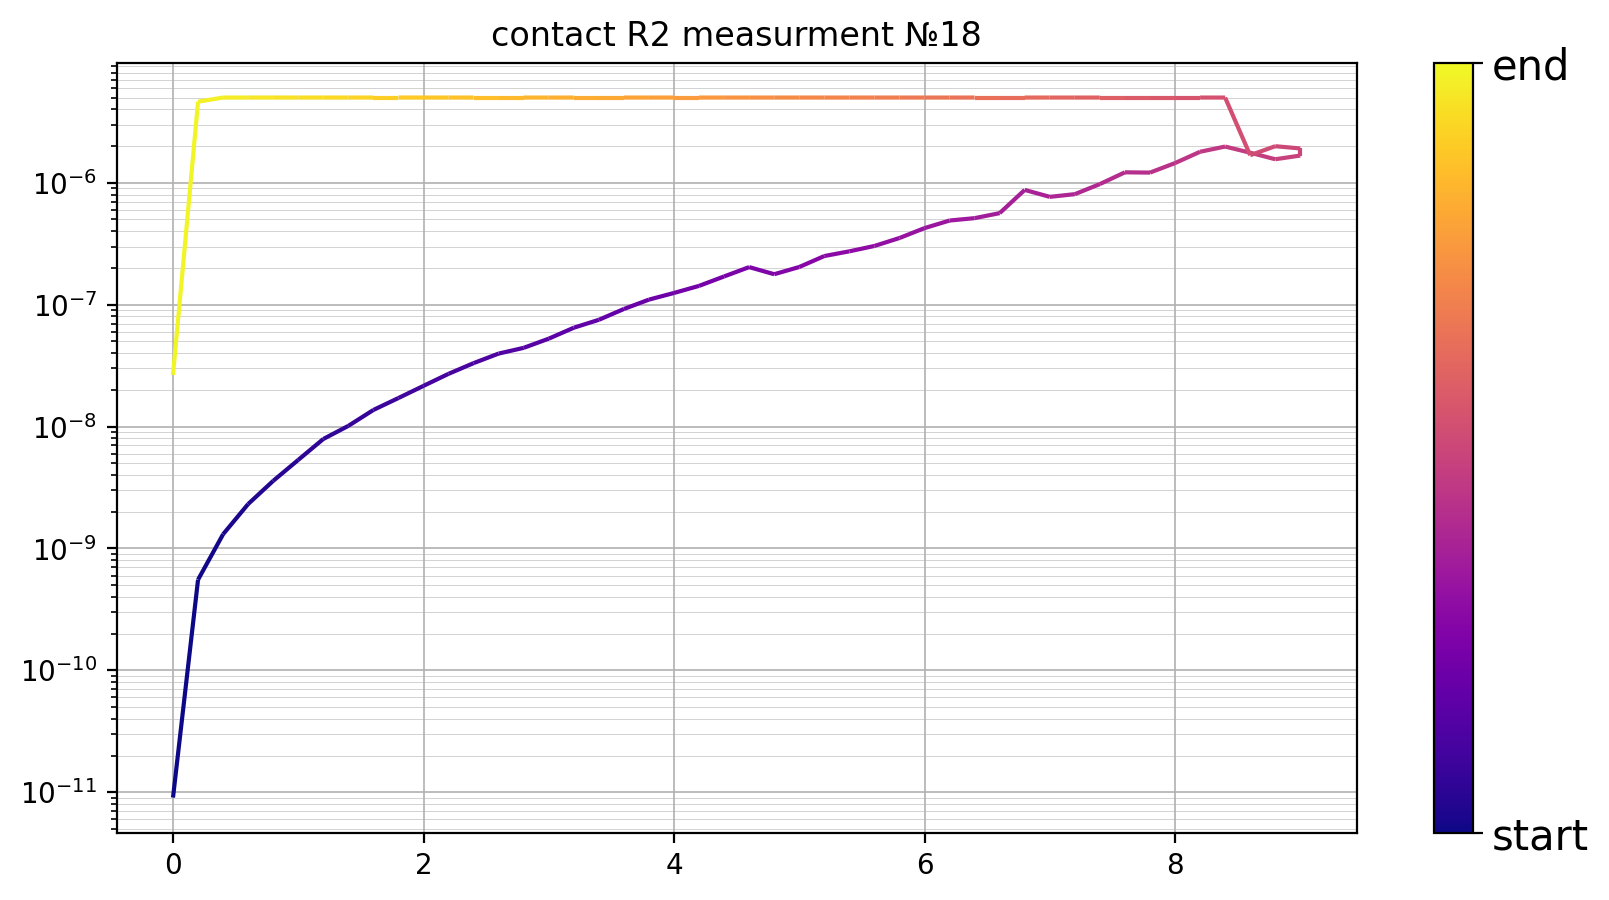 contact R2 measurment №18
end
10⁻⁶
10⁻⁷
10⁻⁸
10⁻⁹
10⁻¹⁰
10⁻¹¹
start
0 2 4 6 8